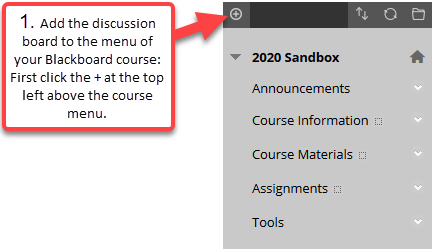 1. Add the discussion
board to the menu of
your Blackboard course:
First click the + at the top
left above the course
menu.
2020 Sandbox
Announcements
Course Information
Course Materials
Assignments
Tools